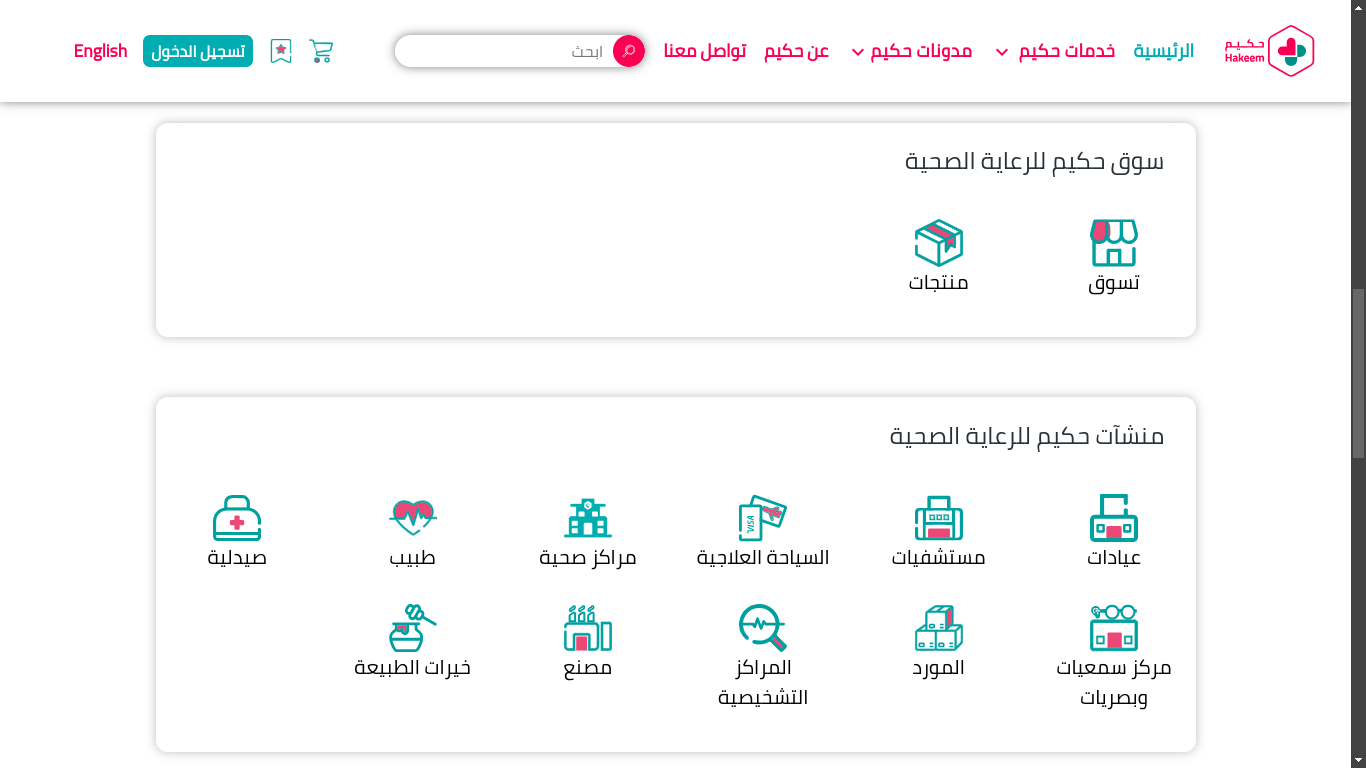 حكيم
Hakeem
الرئيسية
خدمات حكيم
مدونات حكيم
عن حكيم
تواصل معنا
ابحث
تسجيل الدخول
English
سوق حكيم للرعاية الصحية
تسوق
منتجات
منشآت حكيم للرعاية الصحية
عيادات
مستشفيات
VISA
السياحة العلاجية
مراكز صحية
طبيب
صيدلية
مركز سمعيات
وبصريات
المورد
المراكز
التشخيصية
مصنع
خيرات الطبيعة